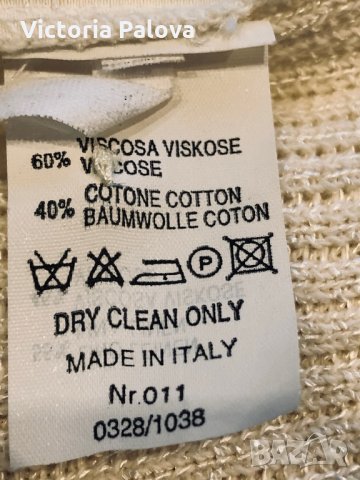 Victoria Palova
60% VISCOSA VISKOSE
VISCOSE
40% COTONE COTTON
BAUMWOLLE COTON
P
DRY CLEAN ONLY
MADE IN ITALY
Nr.011
0328/1038
BAZAR